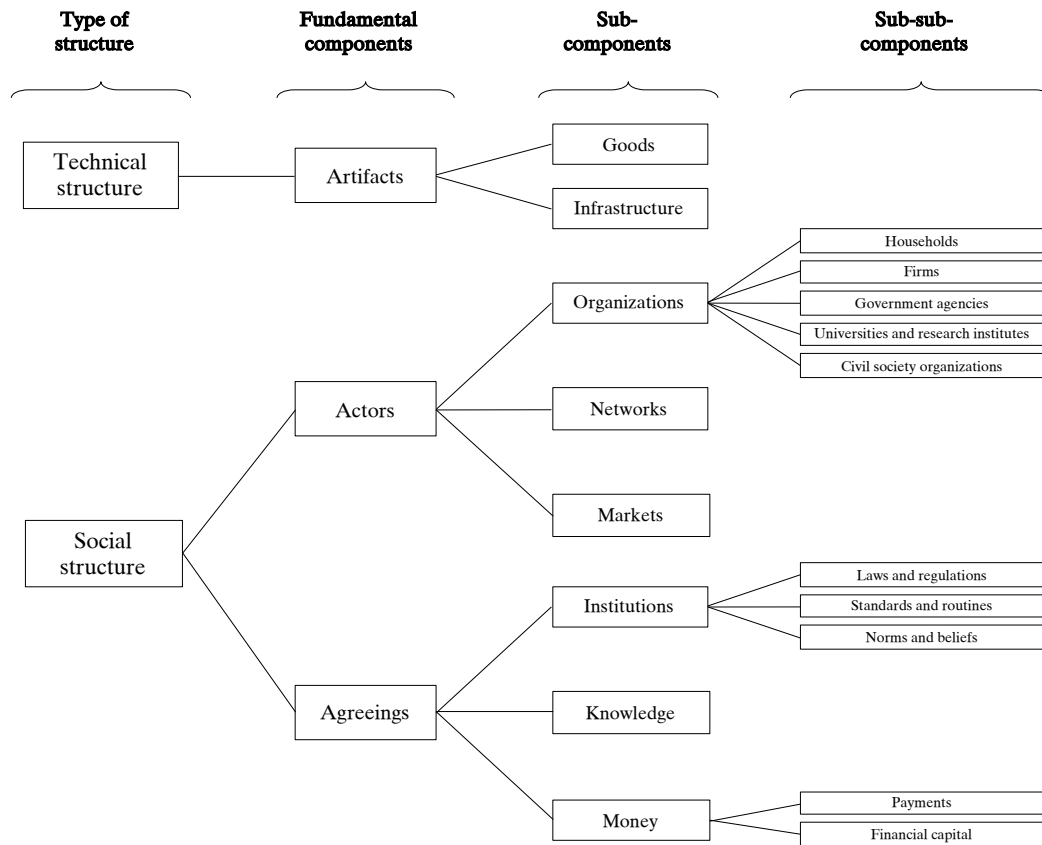 Type of
structure
Fundamental
components
Sub-
components
Sub-sub-
components
Technical
structure
Artifacts
Goods
Infrastructure
Social
structure
Actors
Organizations
Households
Firms
Government agencies
Universities and research institutes
Civil society organizations
Networks
Markets
Agreeings
Institutions
Laws and regulations
Standards and routines
Norms and beliefs
Knowledge
Money
Payments
Financial capital